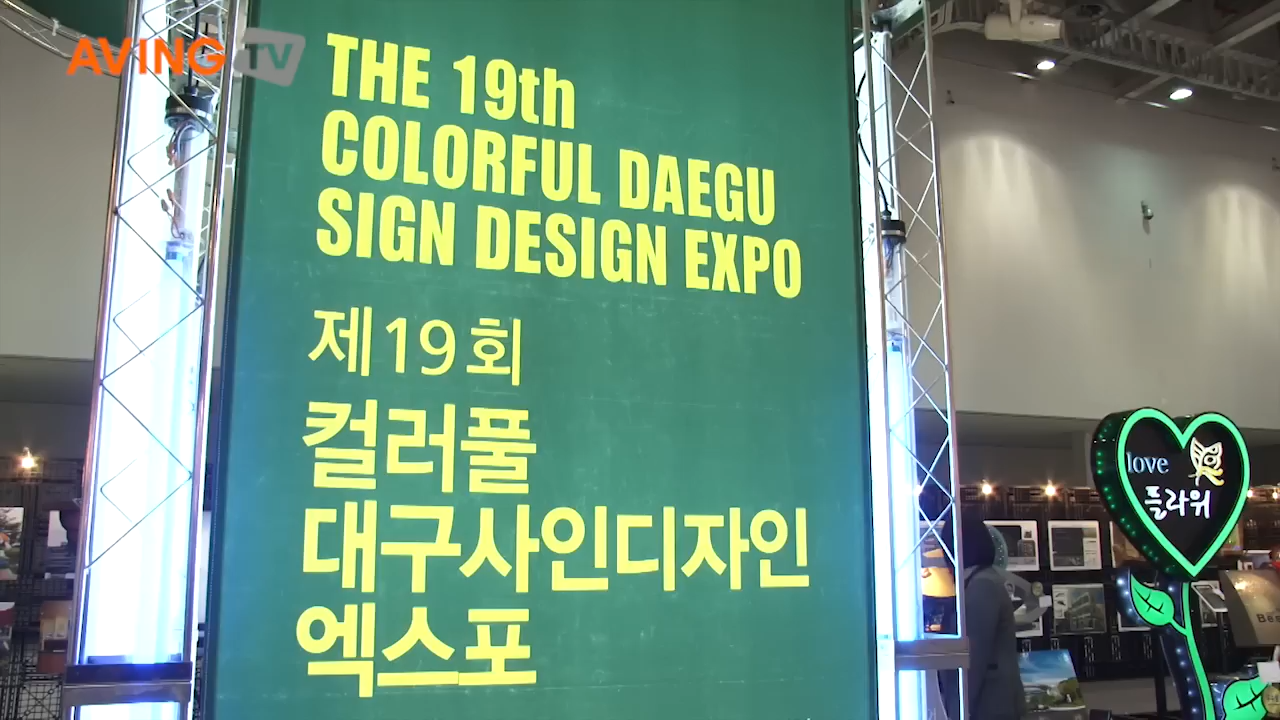 AVING TV
THE 19th
COLORFUL DAEGU
SIGN DESIGN EXPO
제19회
컬러풀
대구사인디자인
엑스포
love
플라워